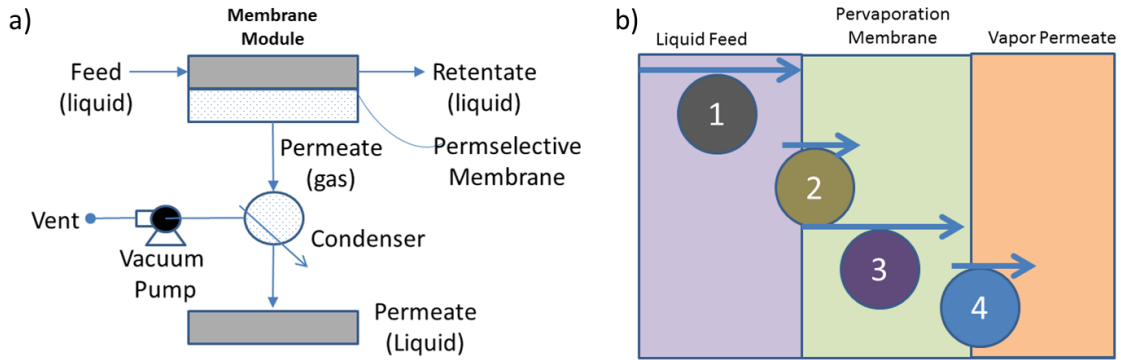 a)
Membrane
Module
Feed
(liquid)
Retentate
(liquid)
Permeate
(gas)
Permselective
Membrane
Vent
Vacuum
Pump
Condenser
Permeate
(Liquid)
b)
Liquid Feed
Pervaporation
Membrane
Vapor Permeate
1
2
3
4